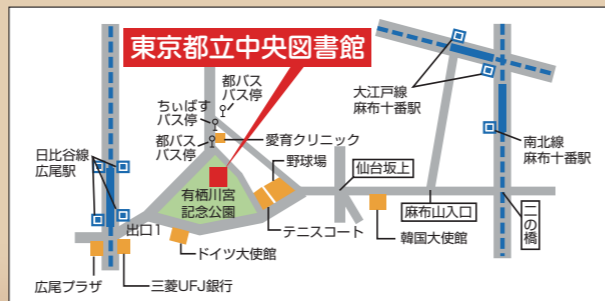 東京都立中央図書館
都バス
バス停
ちぃばす
バス停
都バス
バス停
愛育クリニック
野球場
仙台坂上
大江戸線
麻布十番駅
南北線
麻布十番駅
日比谷線
広尾駅
有栖川宮
記念公園
テニスコート
麻布山入口
二の橋
韓国大使館
出口1
ドイツ大使館
広尾プラザ
三菱UFJ銀行